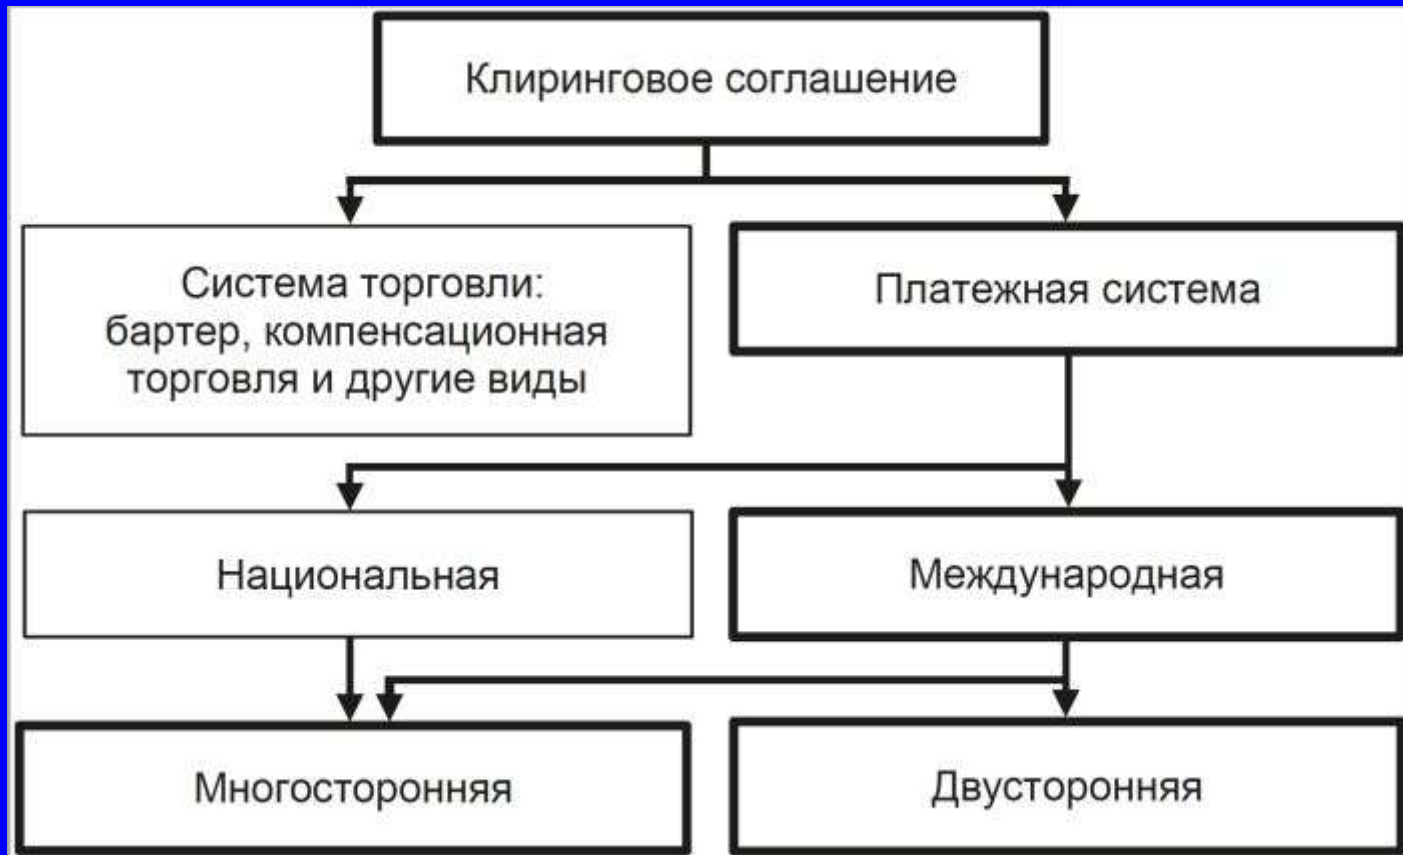 Клиринговое соглашение
Система торговли:
бартер, компенсационная
торговля и другие виды
Платежная система
Национальная
Международная
Многосторонняя
Двусторонняя